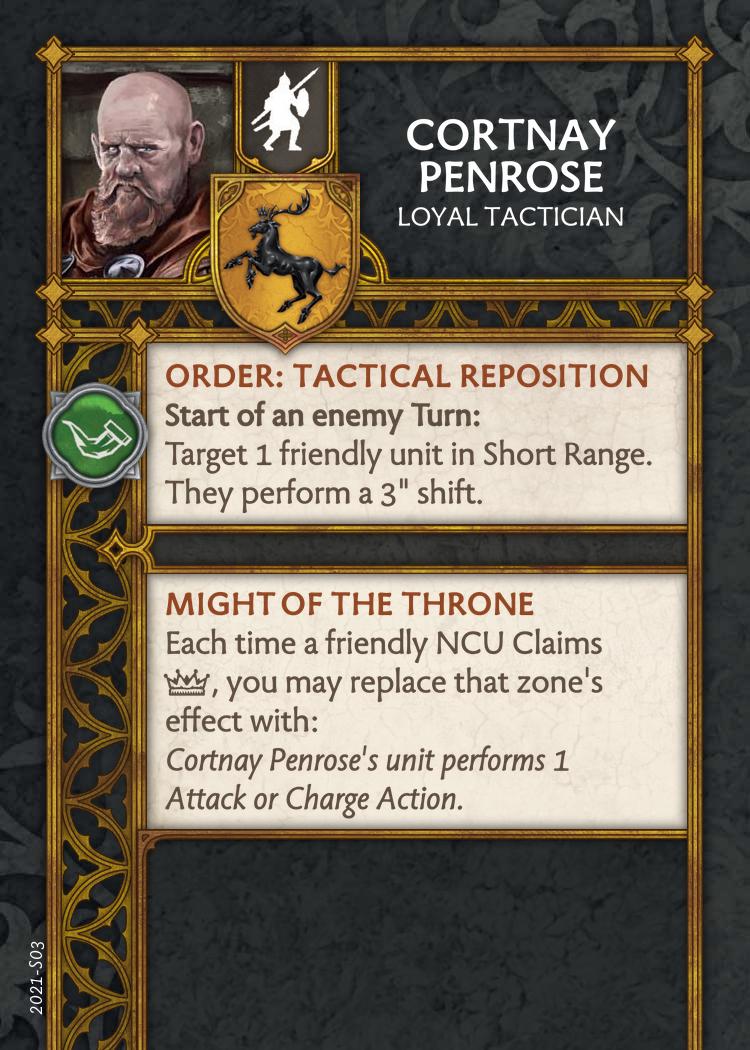 CORTNAY
PENROSE
LOYAL TACTICIAN
ORDER: TACTICAL REPOSITION
Start of an enemy Turn:
Target 1 friendly unit in Short Range.
They perform a 3" shift.
MIGHT OF THE THRONE
Each time a friendly NCU Claims
, you may replace that zone's
effect with:
Cortnay Penrose's unit performs 1
Attack or Charge Action.
2021-S03